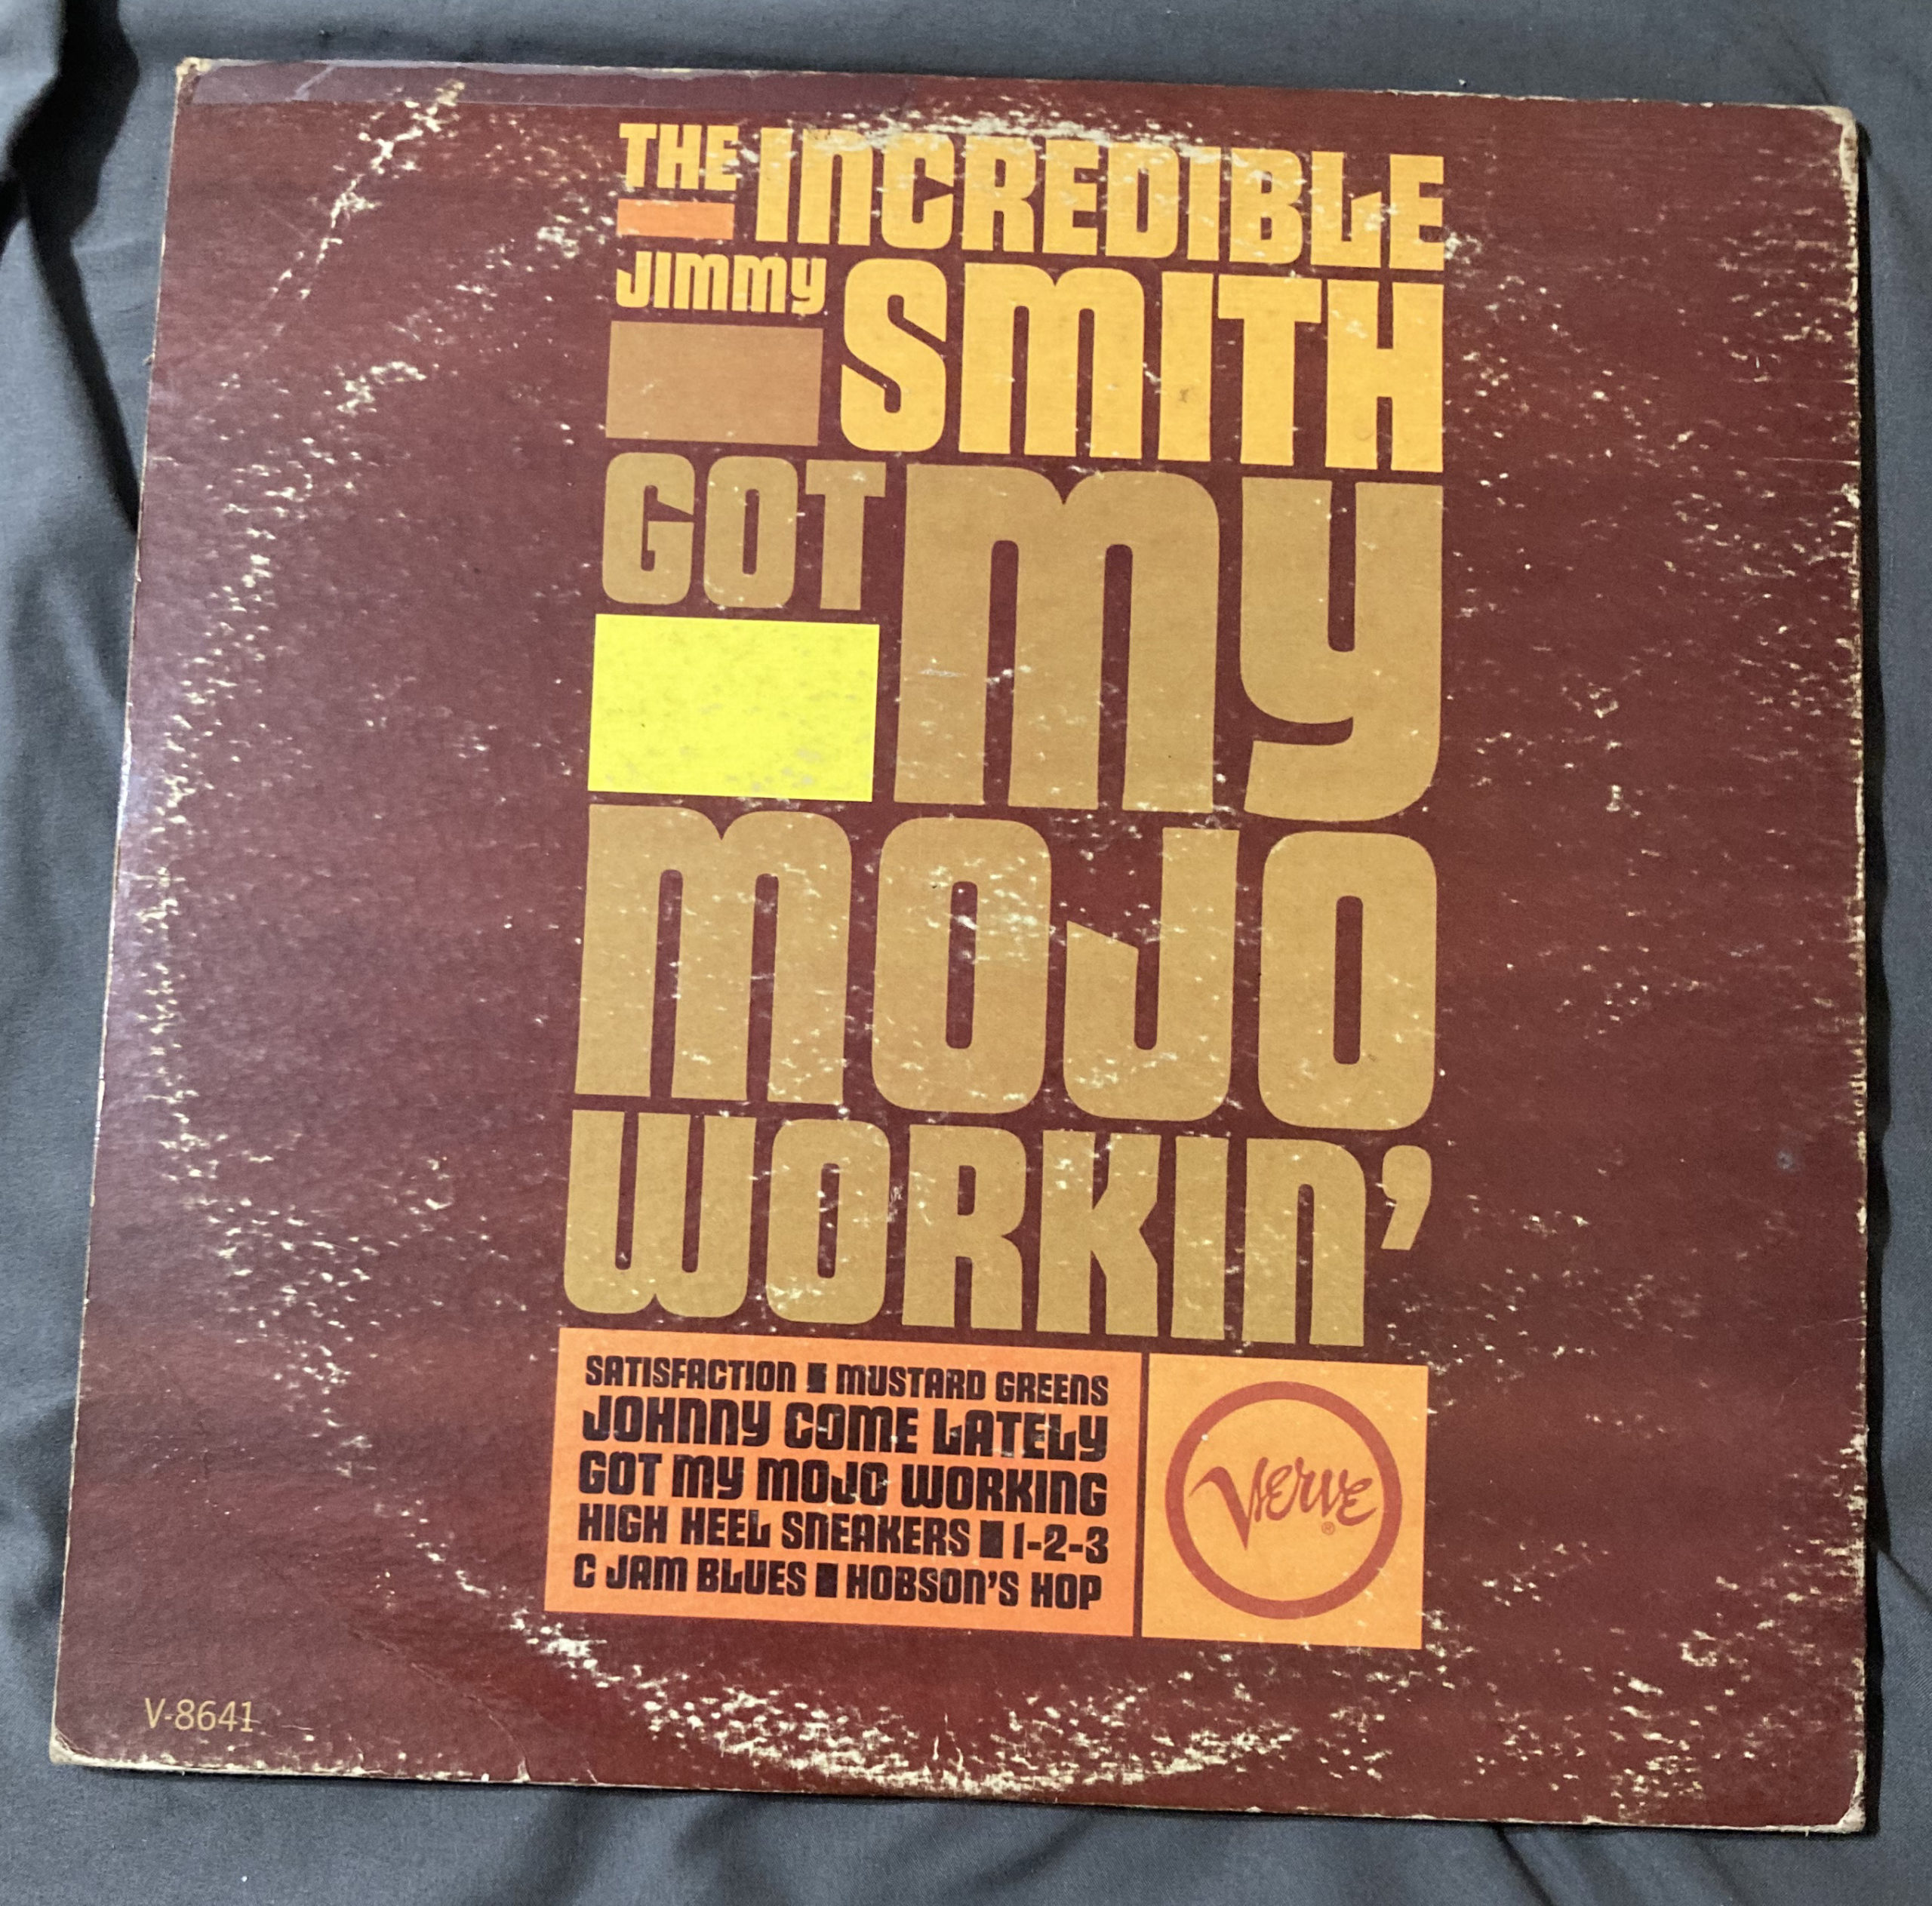 THE INCREDIBLE
JIMMY SMITH
GOT MY
MOJO
WORKIN'
SATISFACTION ■ MUSTARD GREENS
JOHNNY COME LATELY
GOT MY MOJO WORKING
HIGH HEEL SNEAKERS ■ 1-2-3
C JAM BLUES ■ HOBSON'S HOP
VERVE®
V-8641